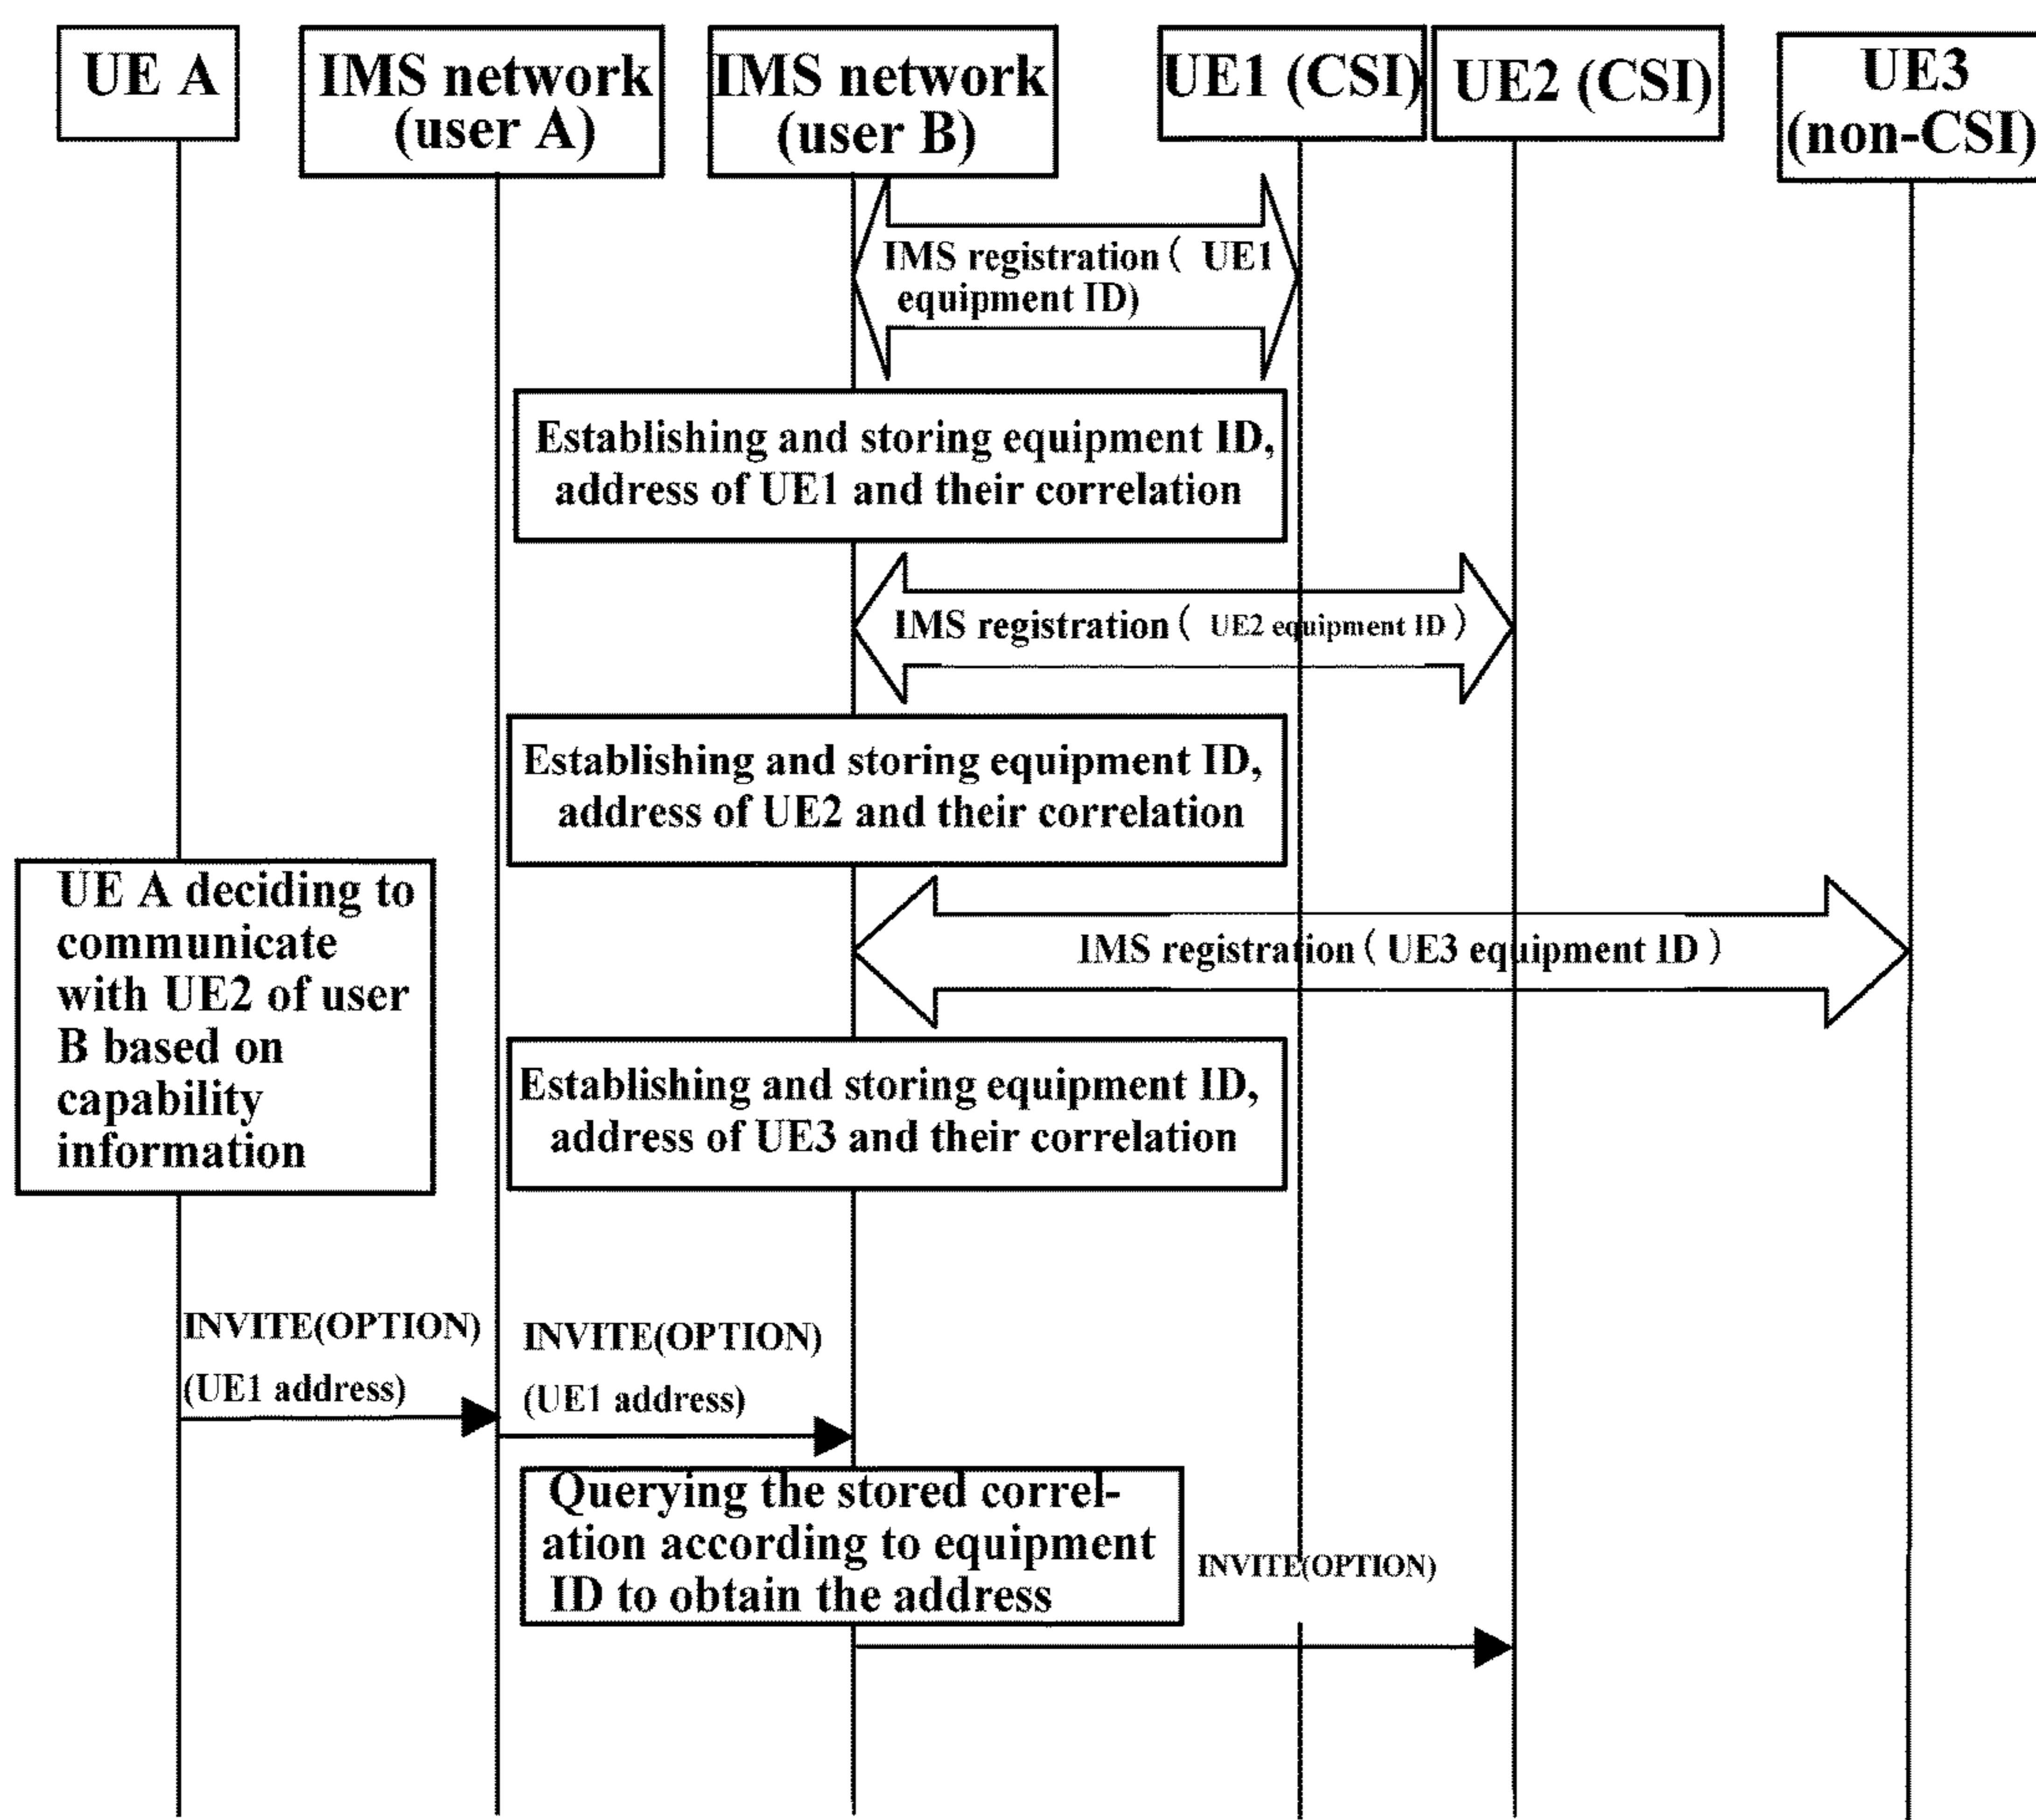 UE A
IMS network
(user A)
IMS network
(user B)
UE1 (CSI)
UE2 (CSI)
UE3
(non-CSI)
IMS registration ( UE1
equipment ID)
Establishing and storing equipment ID,
address of UE1 and their correlation
IMS registration ( UE2 equipment ID )
Establishing and storing equipment ID,
address of UE2 and their correlation
UE A deciding to
communicate
with UE2 of user
B based on
capability
information
IMS registration ( UE3 equipment ID )
Establishing and storing equipment ID,
address of UE3 and their correlation
INVITE(OPTION)
(UE1 address)
INVITE(OPTION)
(UE1 address)
Querying the stored correl-
ation according to equipment
ID to obtain the address
INVITE(OPTION)